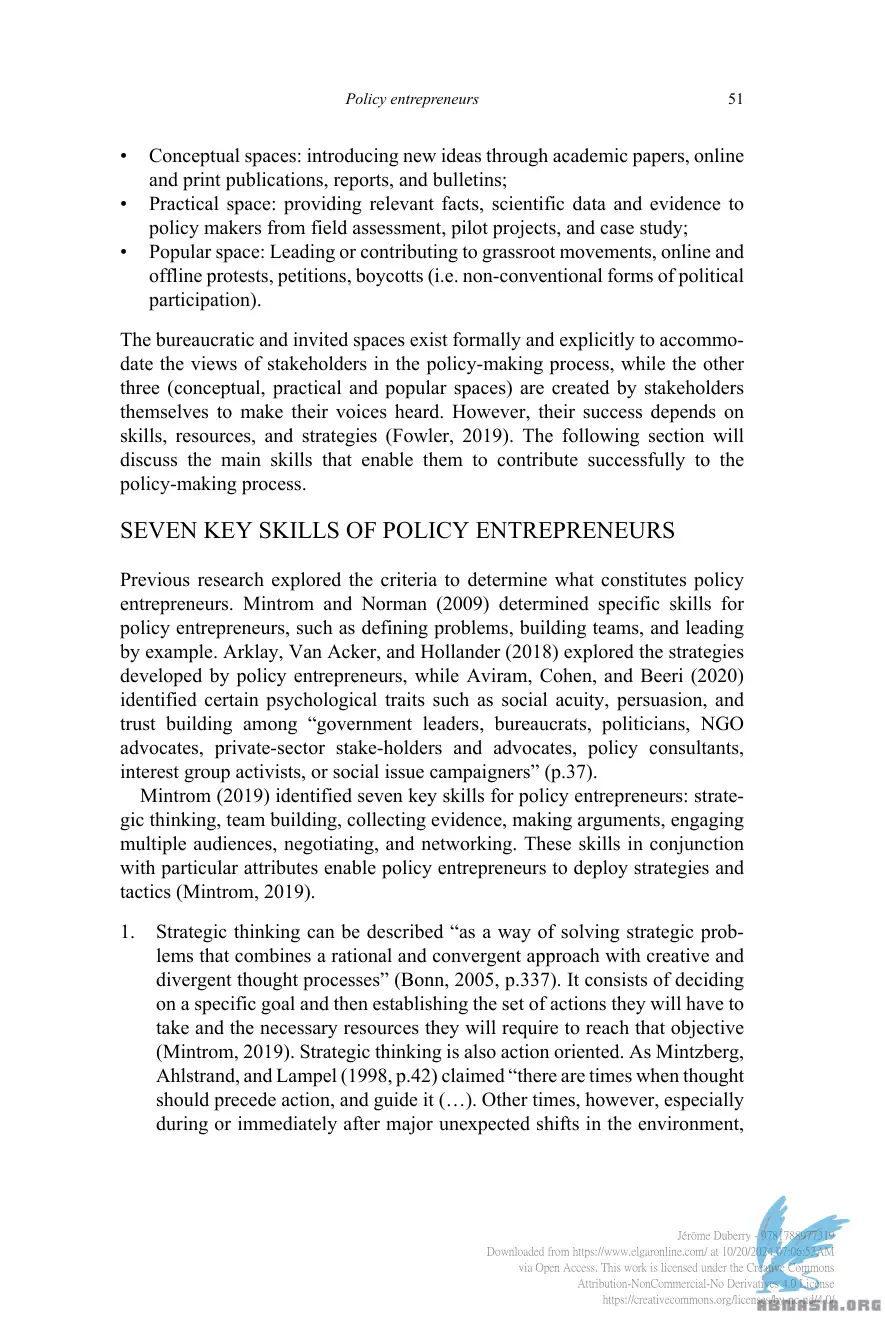 Policy entrepreneurs 51
• Conceptual spaces: introducing new ideas through academic papers, online
and print publications, reports, and bulletins;
• Practical space: providing relevant facts, scientific data and evidence to
policy makers from field assessment, pilot projects, and case study;
• Popular space: Leading or contributing to grassroot movements, online and
offline protests, petitions, boycotts (i.e. non-conventional forms of political
participation).
The bureaucratic and invited spaces exist formally and explicitly to accommo-
date the views of stakeholders in the policy-making process, while the other
three (conceptual, practical and popular spaces) are created by stakeholders
themselves to make their voices heard. However, their success depends on
skills, resources, and strategies (Fowler, 2019). The following section will
discuss the main skills that enable them to contribute successfully to the
policy-making process.
SEVEN KEY SKILLS OF POLICY ENTREPRENEURS
Previous research explored the criteria to determine what constitutes policy
entrepreneurs. Mintrom and Norman (2009) determined specific skills for
policy entrepreneurs, such as defining problems, building teams, and leading
by example. Arklay, Van Acker, and Hollander (2018) explored the strategies
developed by policy entrepreneurs, while Aviram, Cohen, and Beeri (2020)
identified certain psychological traits such as social acuity, persuasion, and
trust building among “government leaders, bureaucrats, politicians, NGO
advocates, private-sector stake-holders and advocates, policy consultants,
interest group activists, or social issue campaigners” (p.37).
Mintrom (2019) identified seven key skills for policy entrepreneurs: strate-
gic thinking, team building, collecting evidence, making arguments, engaging
multiple audiences, negotiating, and networking. These skills in conjunction
with particular attributes enable policy entrepreneurs to deploy strategies and
tactics (Mintrom, 2019).
1. Strategic thinking can be described “as a way of solving strategic prob-
lems that combines a rational and convergent approach with creative and
divergent thought processes” (Bonn, 2005, p.337). It consists of deciding
on a specific goal and then establishing the set of actions they will have to
take and the necessary resources they will require to reach that objective
(Mintrom, 2019). Strategic thinking is also action oriented. As Mintzberg,
Ahlstrand, and Lampel (1998, p.42) claimed “there are times when thought
should precede action, and guide it (…). Other times, however, especially
during or immediately after major unexpected shifts in the environment,
Jérôme Duberry - 9781788977319
Downloaded from https://www.elgaronline.com/ at 10/20/2024 07:06:52AM
via Open Access. This work is licensed under the Creative Commons
Attribution-NonCommercial-No Derivatives 4.0 License
https://creativecommons.org/licenses/by-nc-nd/4.0/
ABNASIA.ORG